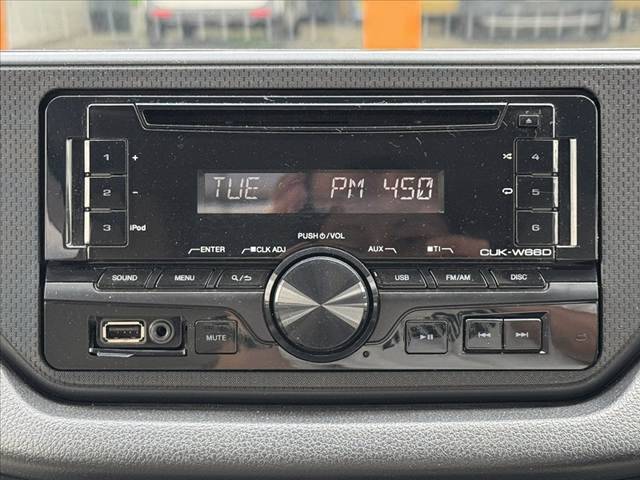 1 + 4
TUE PM 450
2 - 5
3 iPod 6
PUSH/VOL
ENTER CLK ADJ AUX TI
CUK-W66D
SOUND MENU USB FM/AM DISC
MUTE